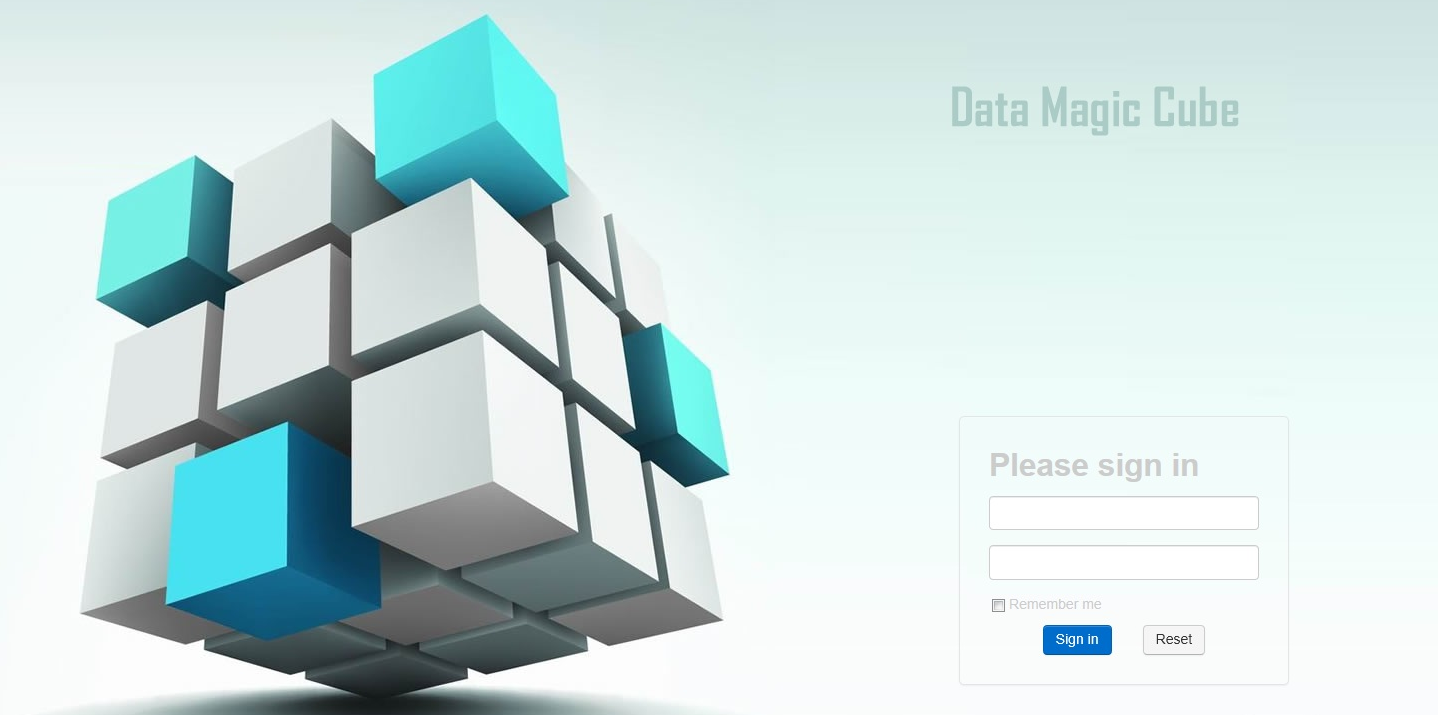 Data Magic Cube
Please sign in
Remember me
Sign in
Reset